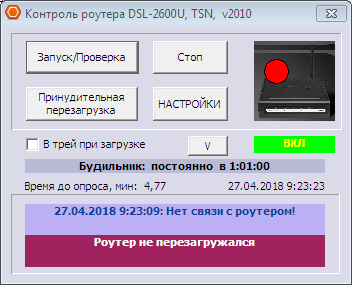 Контроль роутера DSL-2600U, TSN, v2010
Запуск/Проверка
Стоп
Принудительная
перезагрузка
НАСТРОЙКИ
В трей при загрузке
V
ВКЛ
Будильник: постоянно в 1:01:00
Время до опроса, мин: 4,77
27.04.2018 9:23:23
27.04.2018 9:23:09: Нет связи с роутером!
Роутер не перезагружался